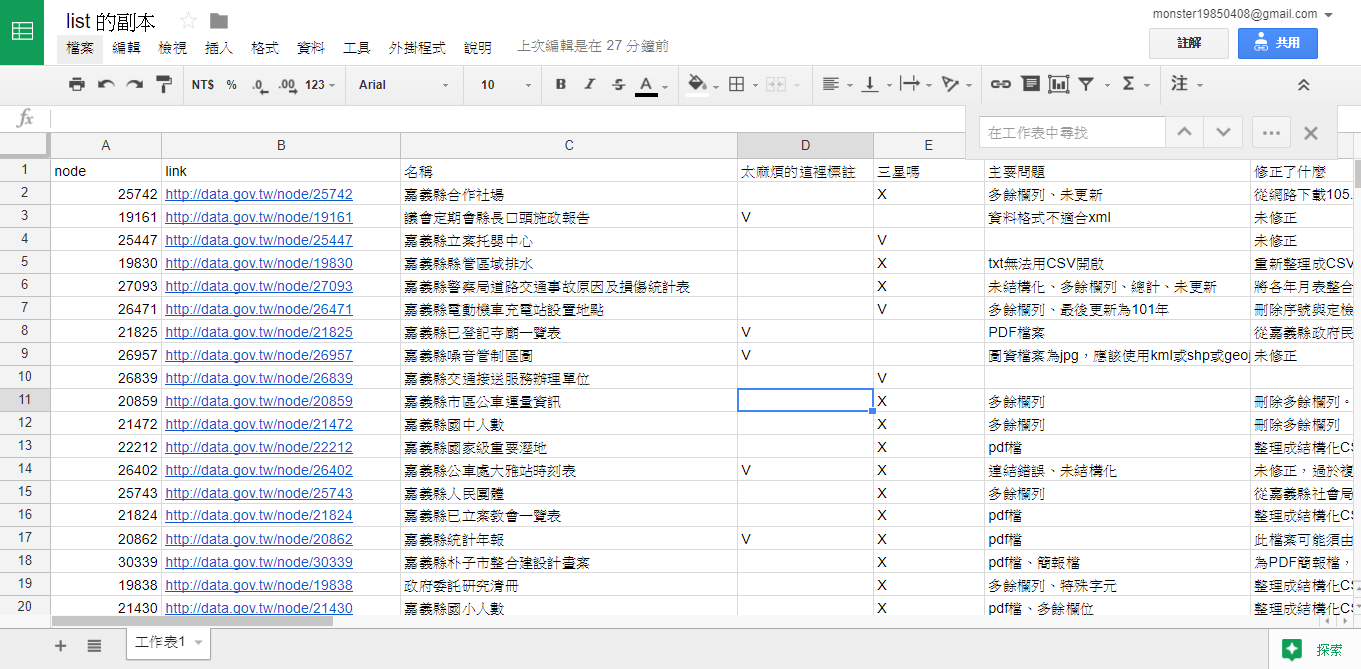 list 的副本
monster19850408@gmail.com
檔案 編輯 檢視 插入 格式 資料 工具 外掛程式 說明 上次編輯是在 27 分鐘前
註解 共用
NT$ % .0 .00 123 Arial 10 B I S A Σ 注
fx
在工作表中尋找
A B C D E
1 node link 名稱 太麻煩的這裡標註 三星嗎 主要問題 修正了什麼
2 25742 http://data.gov.tw/node/25742 嘉義縣合作社場 X 多餘欄列、未更新 從網路下載105.
3 19161 http://data.gov.tw/node/19161 議會定期會縣長口頭施政報告 V 資料格式不適合xml 未修正
4 25447 http://data.gov.tw/node/25447 嘉義縣立案托嬰中心 V 未修正
5 19830 http://data.gov.tw/node/19830 嘉義縣縣管區域排水 X txt無法用CSV開啟 重新整理成CSV
6 27093 http://data.gov.tw/node/27093 嘉義縣警察局道路交通事故原因及損傷統計表 X 未結構化、多餘欄列、總計、未更新 將各年月表整合
7 26471 http://data.gov.tw/node/26471 嘉義縣電動機車充電站設置地點 V 多餘欄列、最後更新為101年 刪除序號與定檢
8 21825 http://data.gov.tw/node/21825 嘉義縣已登記寺廟一覽表 V PDF檔案 從嘉義縣政府民
9 26957 http://data.gov.tw/node/26957 嘉義縣噪音管制區圖 V 圖資檔案為jpg，應該使用kml或shp或geoj 未修正
10 26839 http://data.gov.tw/node/26839 嘉義縣交通接送服務辦理單位 V
11 20859 http://data.gov.tw/node/20859 嘉義縣市區公車運量資訊 X 多餘欄列 刪除多餘欄列。
12 21472 http://data.gov.tw/node/21472 嘉義縣國中人數 X 多餘欄列 刪除多餘欄列
13 22212 http://data.gov.tw/node/22212 嘉義縣國家級重要溼地 X pdf檔 整理成結構化CS
14 26402 http://data.gov.tw/node/26402 嘉義縣公車處大雅站時刻表 V X 連結錯誤、未結構化 未修正，過於複
15 25743 http://data.gov.tw/node/25743 嘉義縣人民團體 X 多餘欄列 從嘉義縣社會局
16 21824 http://data.gov.tw/node/21824 嘉義縣已立案教會一覽表 X pdf檔 整理成結構化CS
17 20862 http://data.gov.tw/node/20862 嘉義縣統計年報 V X pdf檔 此檔案可能須由
18 30339 http://data.gov.tw/node/30339 嘉義縣朴子市整合建設計畫案 X pdf檔、簡報檔 為PDF簡報檔，
19 19838 http://data.gov.tw/node/19838 政府委託研究清冊 X 多餘欄列、特殊字元 整理成結構化CS
20 21430 http://data.gov.tw/node/21430 嘉義縣國小人數 X pdf檔、多餘欄位 整理成結構化CS
工作表1
探索